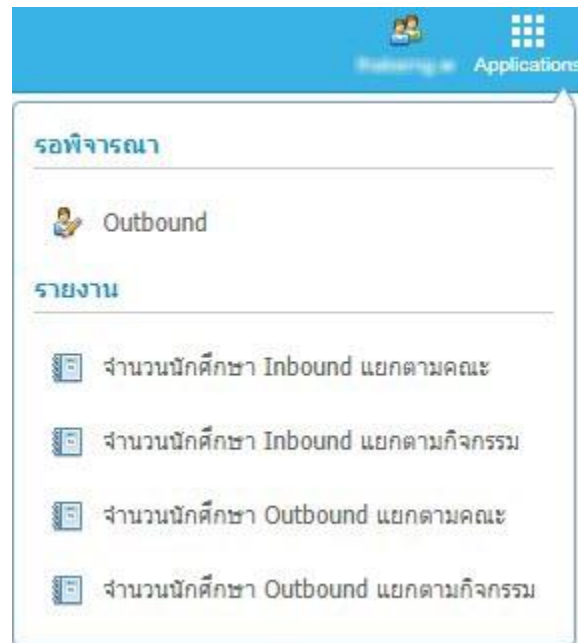 Applications
รอพิจารณา
Outbound
รายงาน
จำนวนนักศึกษา Inbound แยกตามคณะ
จำนวนนักศึกษา Inbound แยกตามกิจกรรม
จำนวนนักศึกษา Outbound แยกตามคณะ
จำนวนนักศึกษา Outbound แยกตามกิจกรรม